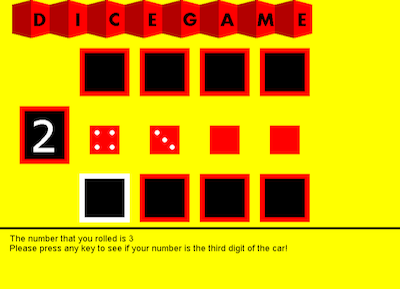 DICEGAME
2
The number that you rolled is 3
Please press any key to see if your number is the third digit of the car!